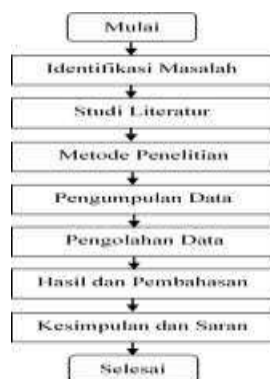 Mulai
Identifikasi Masalah
Studi Literatur
Metode Penelitian
Pengumpulan Data
Pengolahan Data
Hasil dan Pembahasan
Kesimpulan dan Saran
Selesai